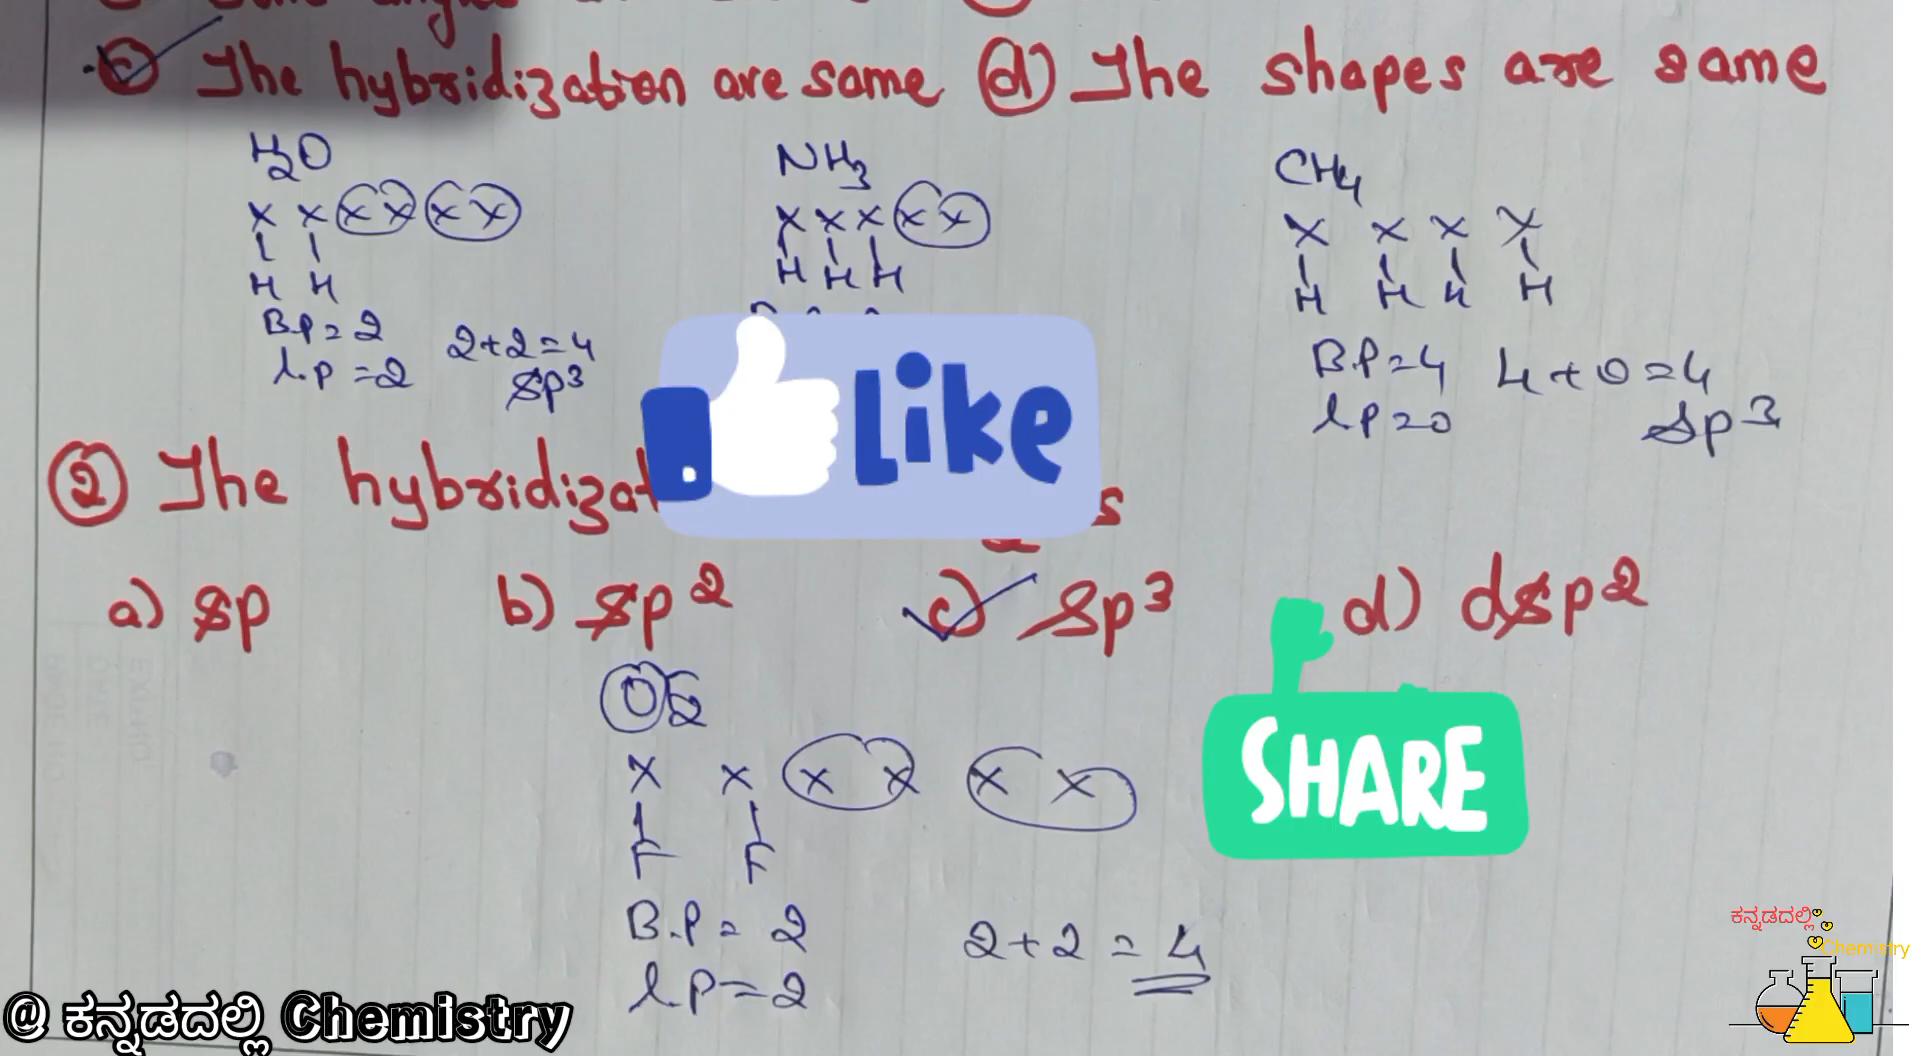 c) The hybridization are same d) The shapes are same
H2O NH3 CH4
x x x x x x x x x x x x x x x
H H H H H H H H H
B.p = 2 2+2=4 B.P = 4 4+0=4
l.p = 2 sp3 lp = 0 sp3
2) The hybridizat
a) sp b) sp2 c) sp3 d) dsp2
Like
SHARE
x x x x x x
F F
B.P = 2 2+2 = 4
l.P = 2
@ ಕನ್ನಡದಲ್ಲಿ Chemistry
ಕನ್ನಡದಲ್ಲಿ
Chemistry